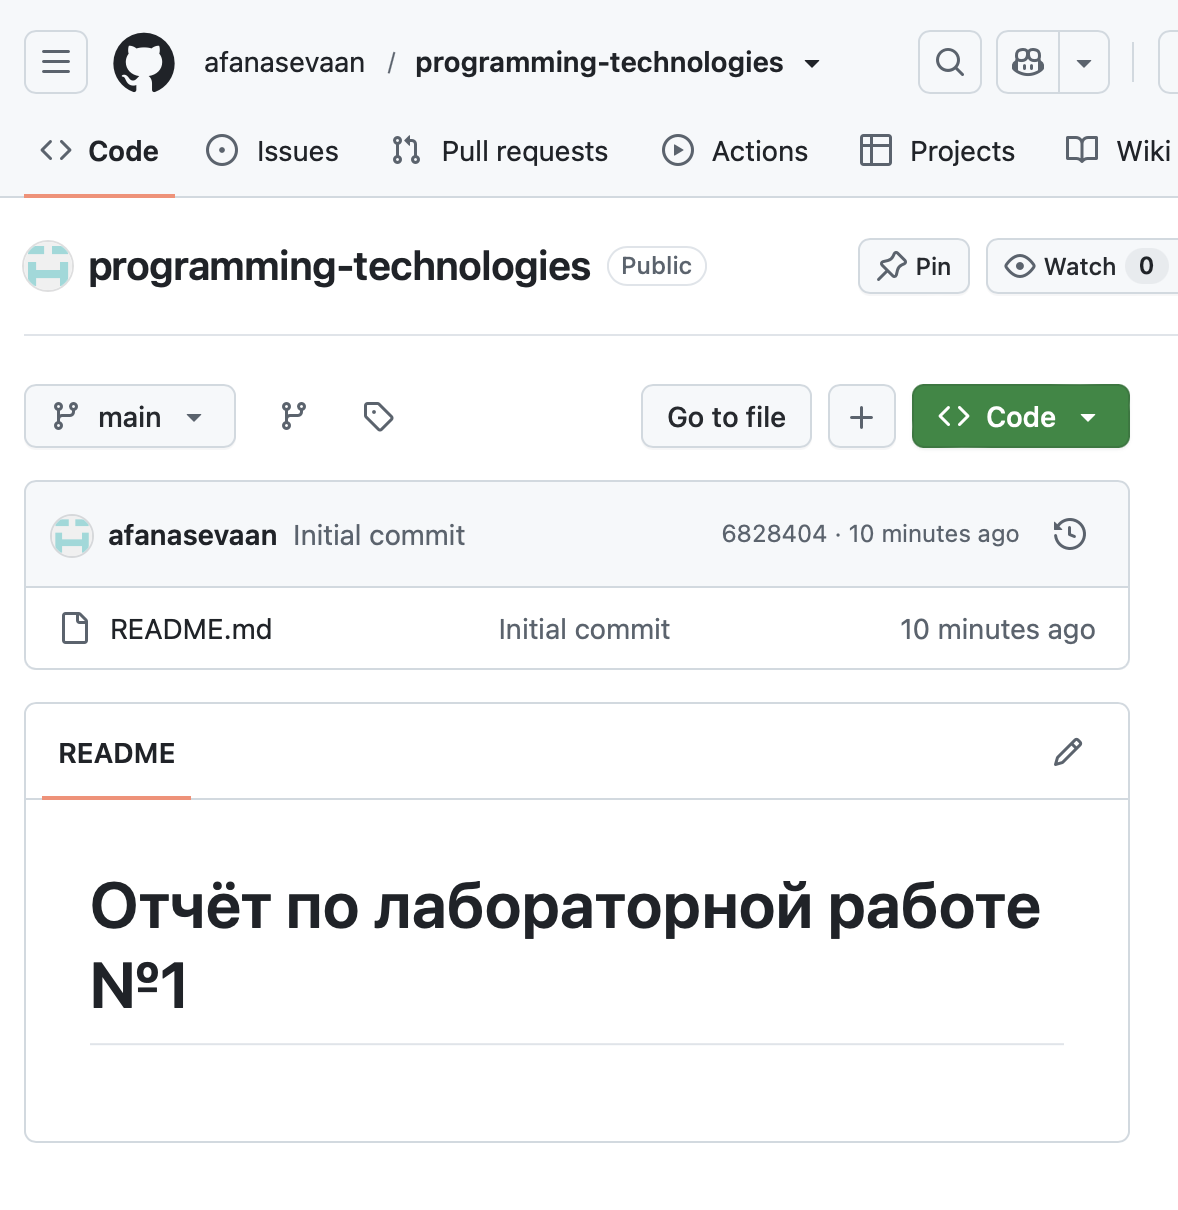 afanasevaan / programming-technologies
Code Issues Pull requests Actions Projects Wiki
programming-technologies Public Pin Watch 0
main Go to file + Code
afanasevaan Initial commit 6828404 · 10 minutes ago
README.md Initial commit 10 minutes ago
README
Отчёт по лабораторной работе
№1